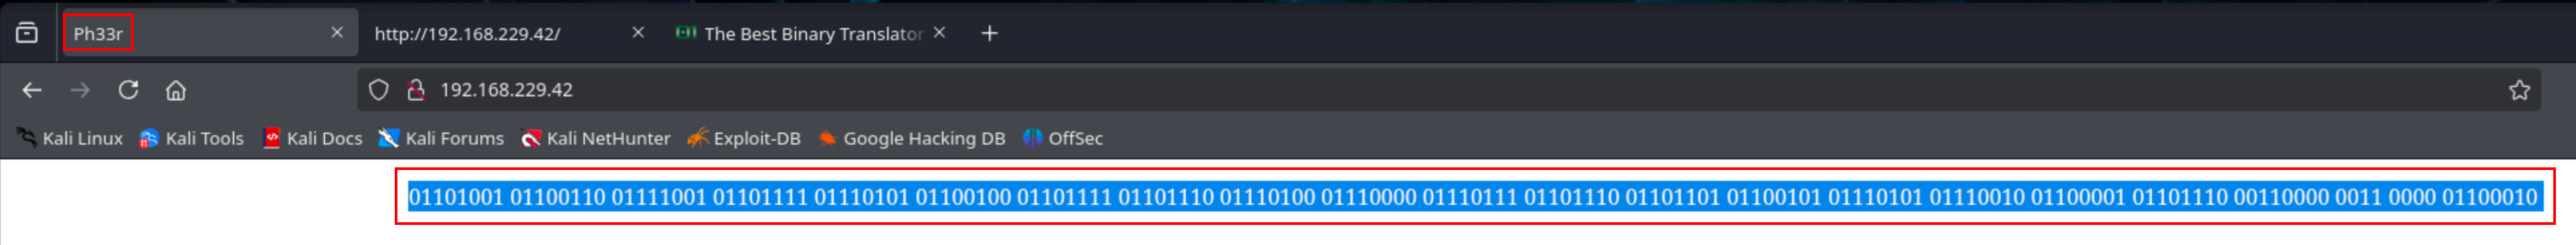 Ph33r http://192.168.229.42/ The Best Binary Translator
192.168.229.42
Kali Linux Kali Tools Kali Docs Kali Forums Kali NetHunter Exploit-DB Google Hacking DB OffSec
01101001 01100110 01111001 01101111 01110101 01100100 01101111 01101110 01110100 01110000 01110111 01101110 01101101 01100101 01110101 01110010 01100001 01101110 00110000 0011 0000 01100010